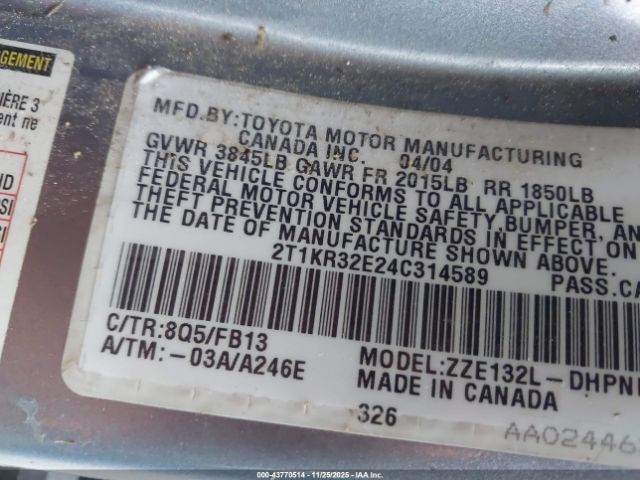 GEMENT
IÈRE 3
ent ne
MFD.BY:TOYOTA MOTOR MANUFACTURING
CANADA INC. 04/04
GVWR 3845LB GAWR FR 2015LB RR 1850LB
THIS VEHICLE CONFORMS TO ALL APPLICABLE
FEDERAL MOTOR VEHICLE SAFETY,BUMPER, AN
THEFT PREVENTION STANDARDS IN EFFECT ON
THE DATE OF MANUFACTURE SHOWN ABOVE.
2T1KR32E24C314589 PASS.CA
C/TR:8Q5/FB13
A/TM:-03A/A246E
MODEL:ZZE132L-DHPN
MADE IN CANADA
326
AA02446
000-43770514 - 11/25/2025 -